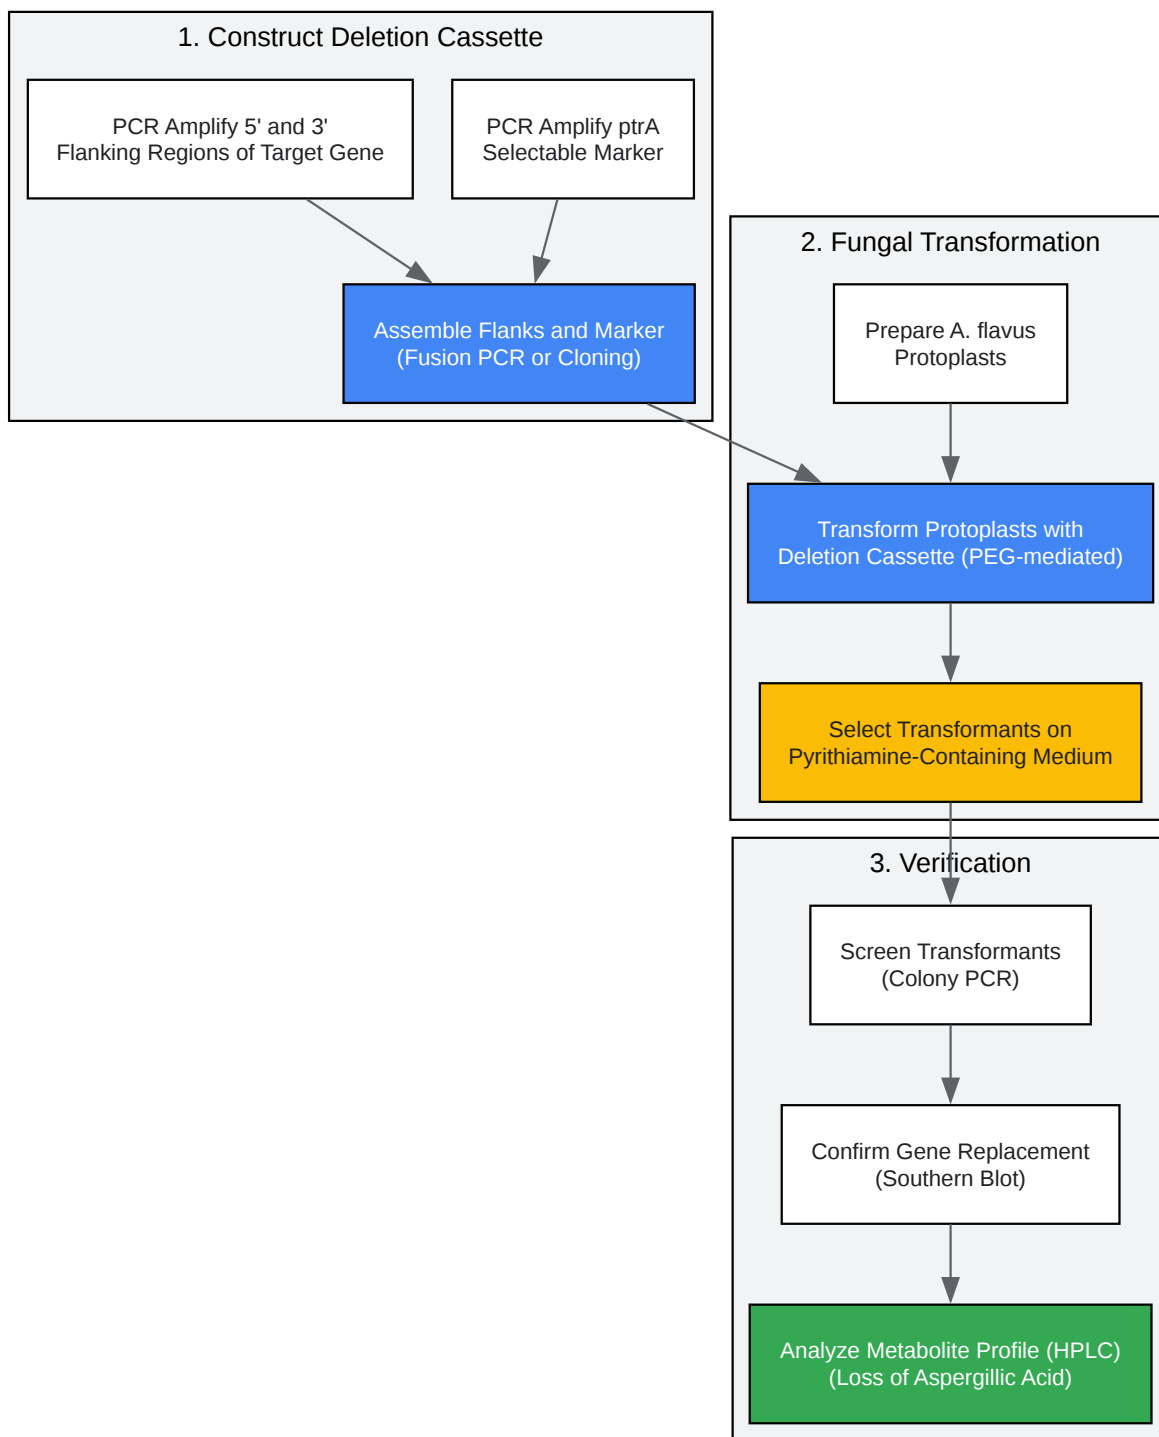 1. Construct Deletion Cassette
PCR Amplify 5' and 3'
Flanking Regions of Target Gene
PCR Amplify ptrA
Selectable Marker
Assemble Flanks and Marker
(Fusion PCR or Cloning)
2. Fungal Transformation
Prepare A. flavus
Protoplasts
Transform Protoplasts with
Deletion Cassette (PEG-mediated)
Select Transformants on
Pyrithiamine-Containing Medium
3. Verification
Screen Transformants
(Colony PCR)
Confirm Gene Replacement
(Southern Blot)
Analyze Metabolite Profile (HPLC)
(Loss of Aspergillic Acid)